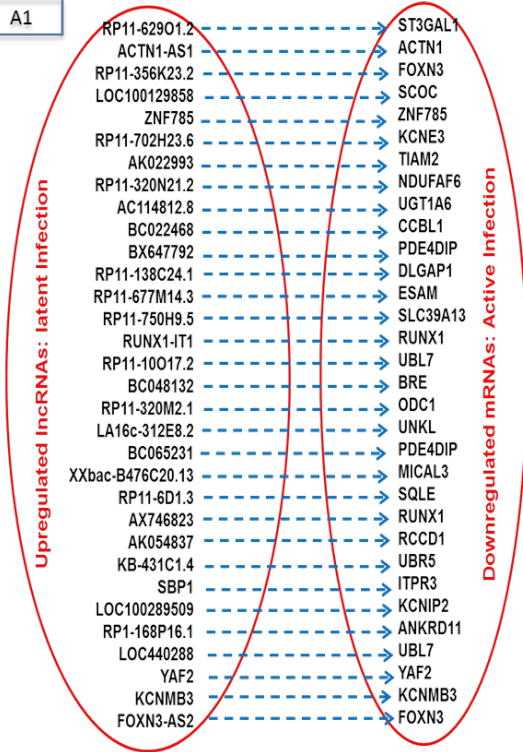 A1
RP11-629O1.2 ST3GAL1
ACTN1-AS1 ACTN1
RP11-356K23.2 FOXN3
LOC100129858 SCOC
ZNF785 ZNF785
RP11-702H23.6 KCNE3
AK022993 TIAM2
RP11-320N21.2 NDUFAF6
AC114812.8 UGT1A6
BC022468 CCBL1
BX647792 PDE4DIP
RP11-138C24.1 DLGAP1
RP11-677M14.3 ESAM
RP11-750H9.5 SLC39A13
RUNX1-IT1 RUNX1
RP11-10O17.2 UBL7
BC048132 BRE
RP11-320M2.1 ODC1
LA16c-312E8.2 UNKL
BC065231 PDE4DIP
XXbac-B476C20.13 MICAL3
RP11-6D1.3 SQLE
AX746823 RUNX1
AK054837 RCCD1
KB-431C1.4 UBR5
SBP1 ITPR3
LOC100289509 KCNIP2
RP1-168P16.1 ANKRD11
LOC440288 UBL7
YAF2 YAF2
KCNMB3 KCNMB3
FOXN3-AS2 FOXN3
Upregulated lncRNAs: latent Infection
Downregulated mRNAs: Active Infection